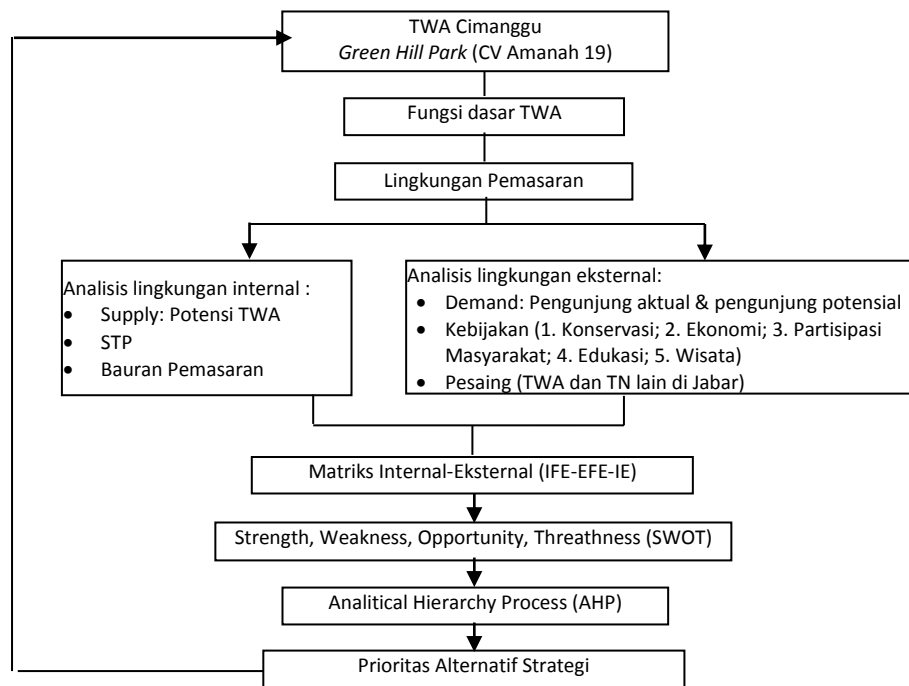 TWA Cimanggu
Green Hill Park (CV Amanah 19)
Fungsi dasar TWA
Lingkungan Pemasaran
Analisis lingkungan internal :
• Supply: Potensi TWA
• STP
• Bauran Pemasaran
Analisis lingkungan eksternal:
• Demand: Pengunjung aktual & pengunjung potensial
• Kebijakan (1. Konservasi; 2. Ekonomi; 3. Partisipasi
Masyarakat; 4. Edukasi; 5. Wisata)
• Pesaing (TWA dan TN lain di Jabar)
Matriks Internal-Eksternal (IFE-EFE-IE)
Strength, Weakness, Opportunity, Threathness (SWOT)
Analitical Hierarchy Process (AHP)
Prioritas Alternatif Strategi